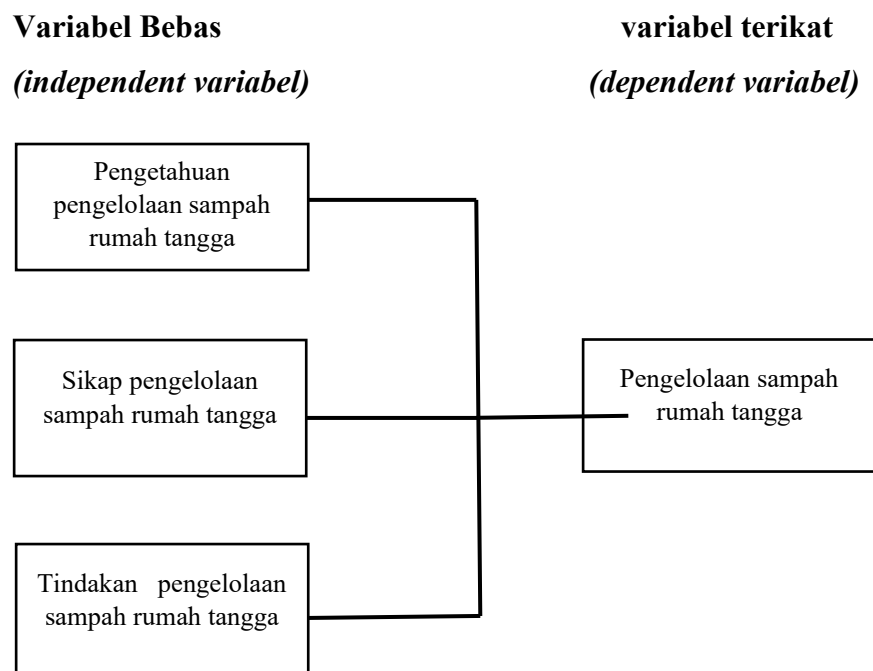 Variabel Bebas
variabel terikat
(independent variabel)
(dependent variabel)
Pengetahuan
pengelolaan sampah
rumah tangga
Sikap pengelolaan
sampah rumah tangga
Pengelolaan sampah
rumah tangga
Tindakan pengelolaan
sampah rumah tangga